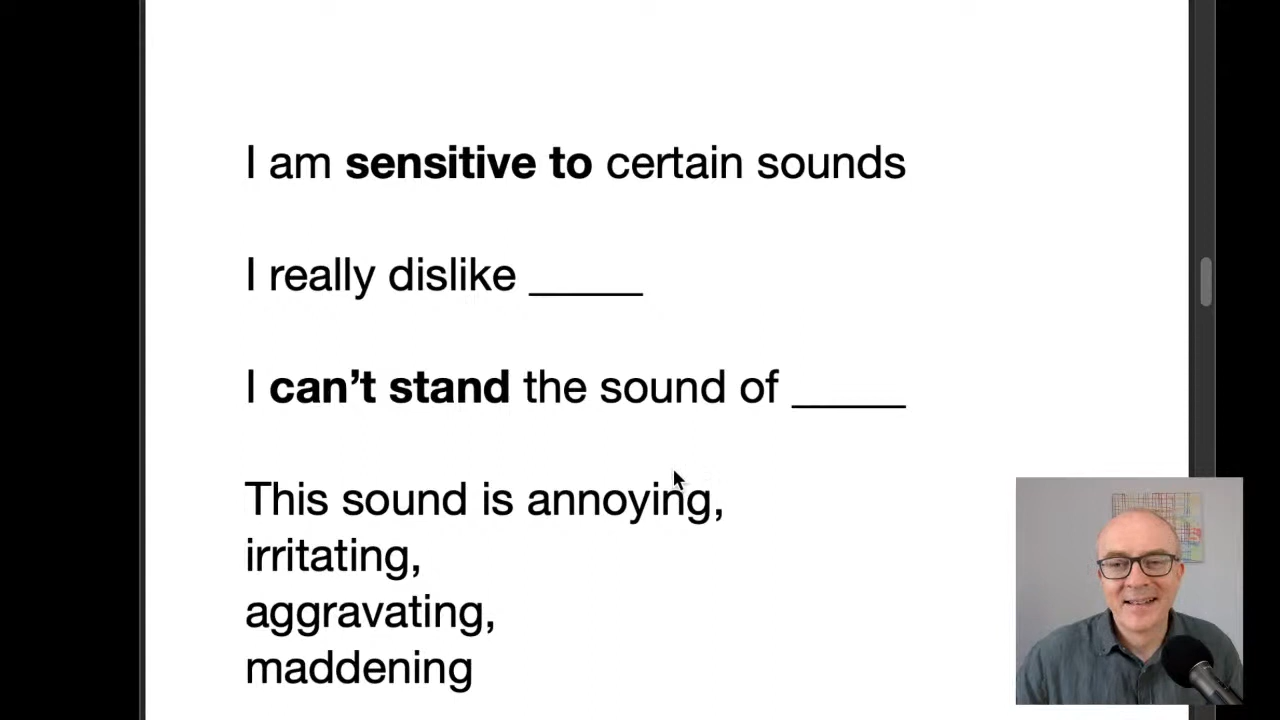 I am sensitive to certain sounds
I really dislike _____
I can’t stand the sound of _____
This sound is annoying,
irritating,
aggravating,
maddening